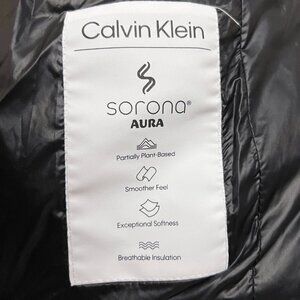 Calvin Klein
sorona®
AURA
Partially Plant-Based
Smoother Feel
Exceptional Softness
Breathable Insulation